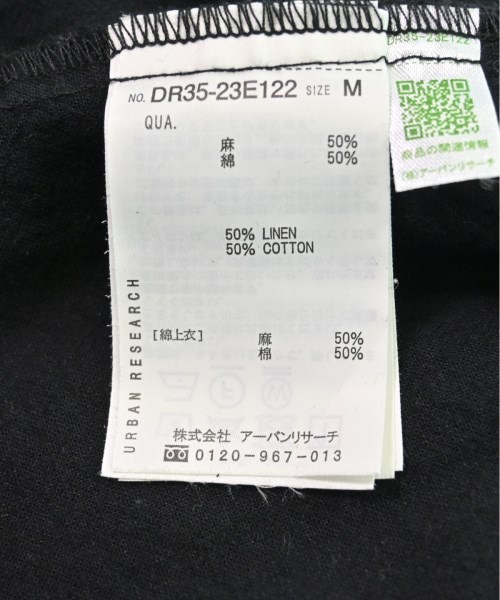 NO. DR35-23E122 SIZE M
QUA.
麻 50%
綿 50%
50% LINEN
50% COTTON
[綿上衣] 麻 50%
棉 50%
URBAN RESEARCH
株式会社 アーバンリサーチ
0120-967-013
DR35-23E122
商品の関連情報
(株)アーバンリサーチ